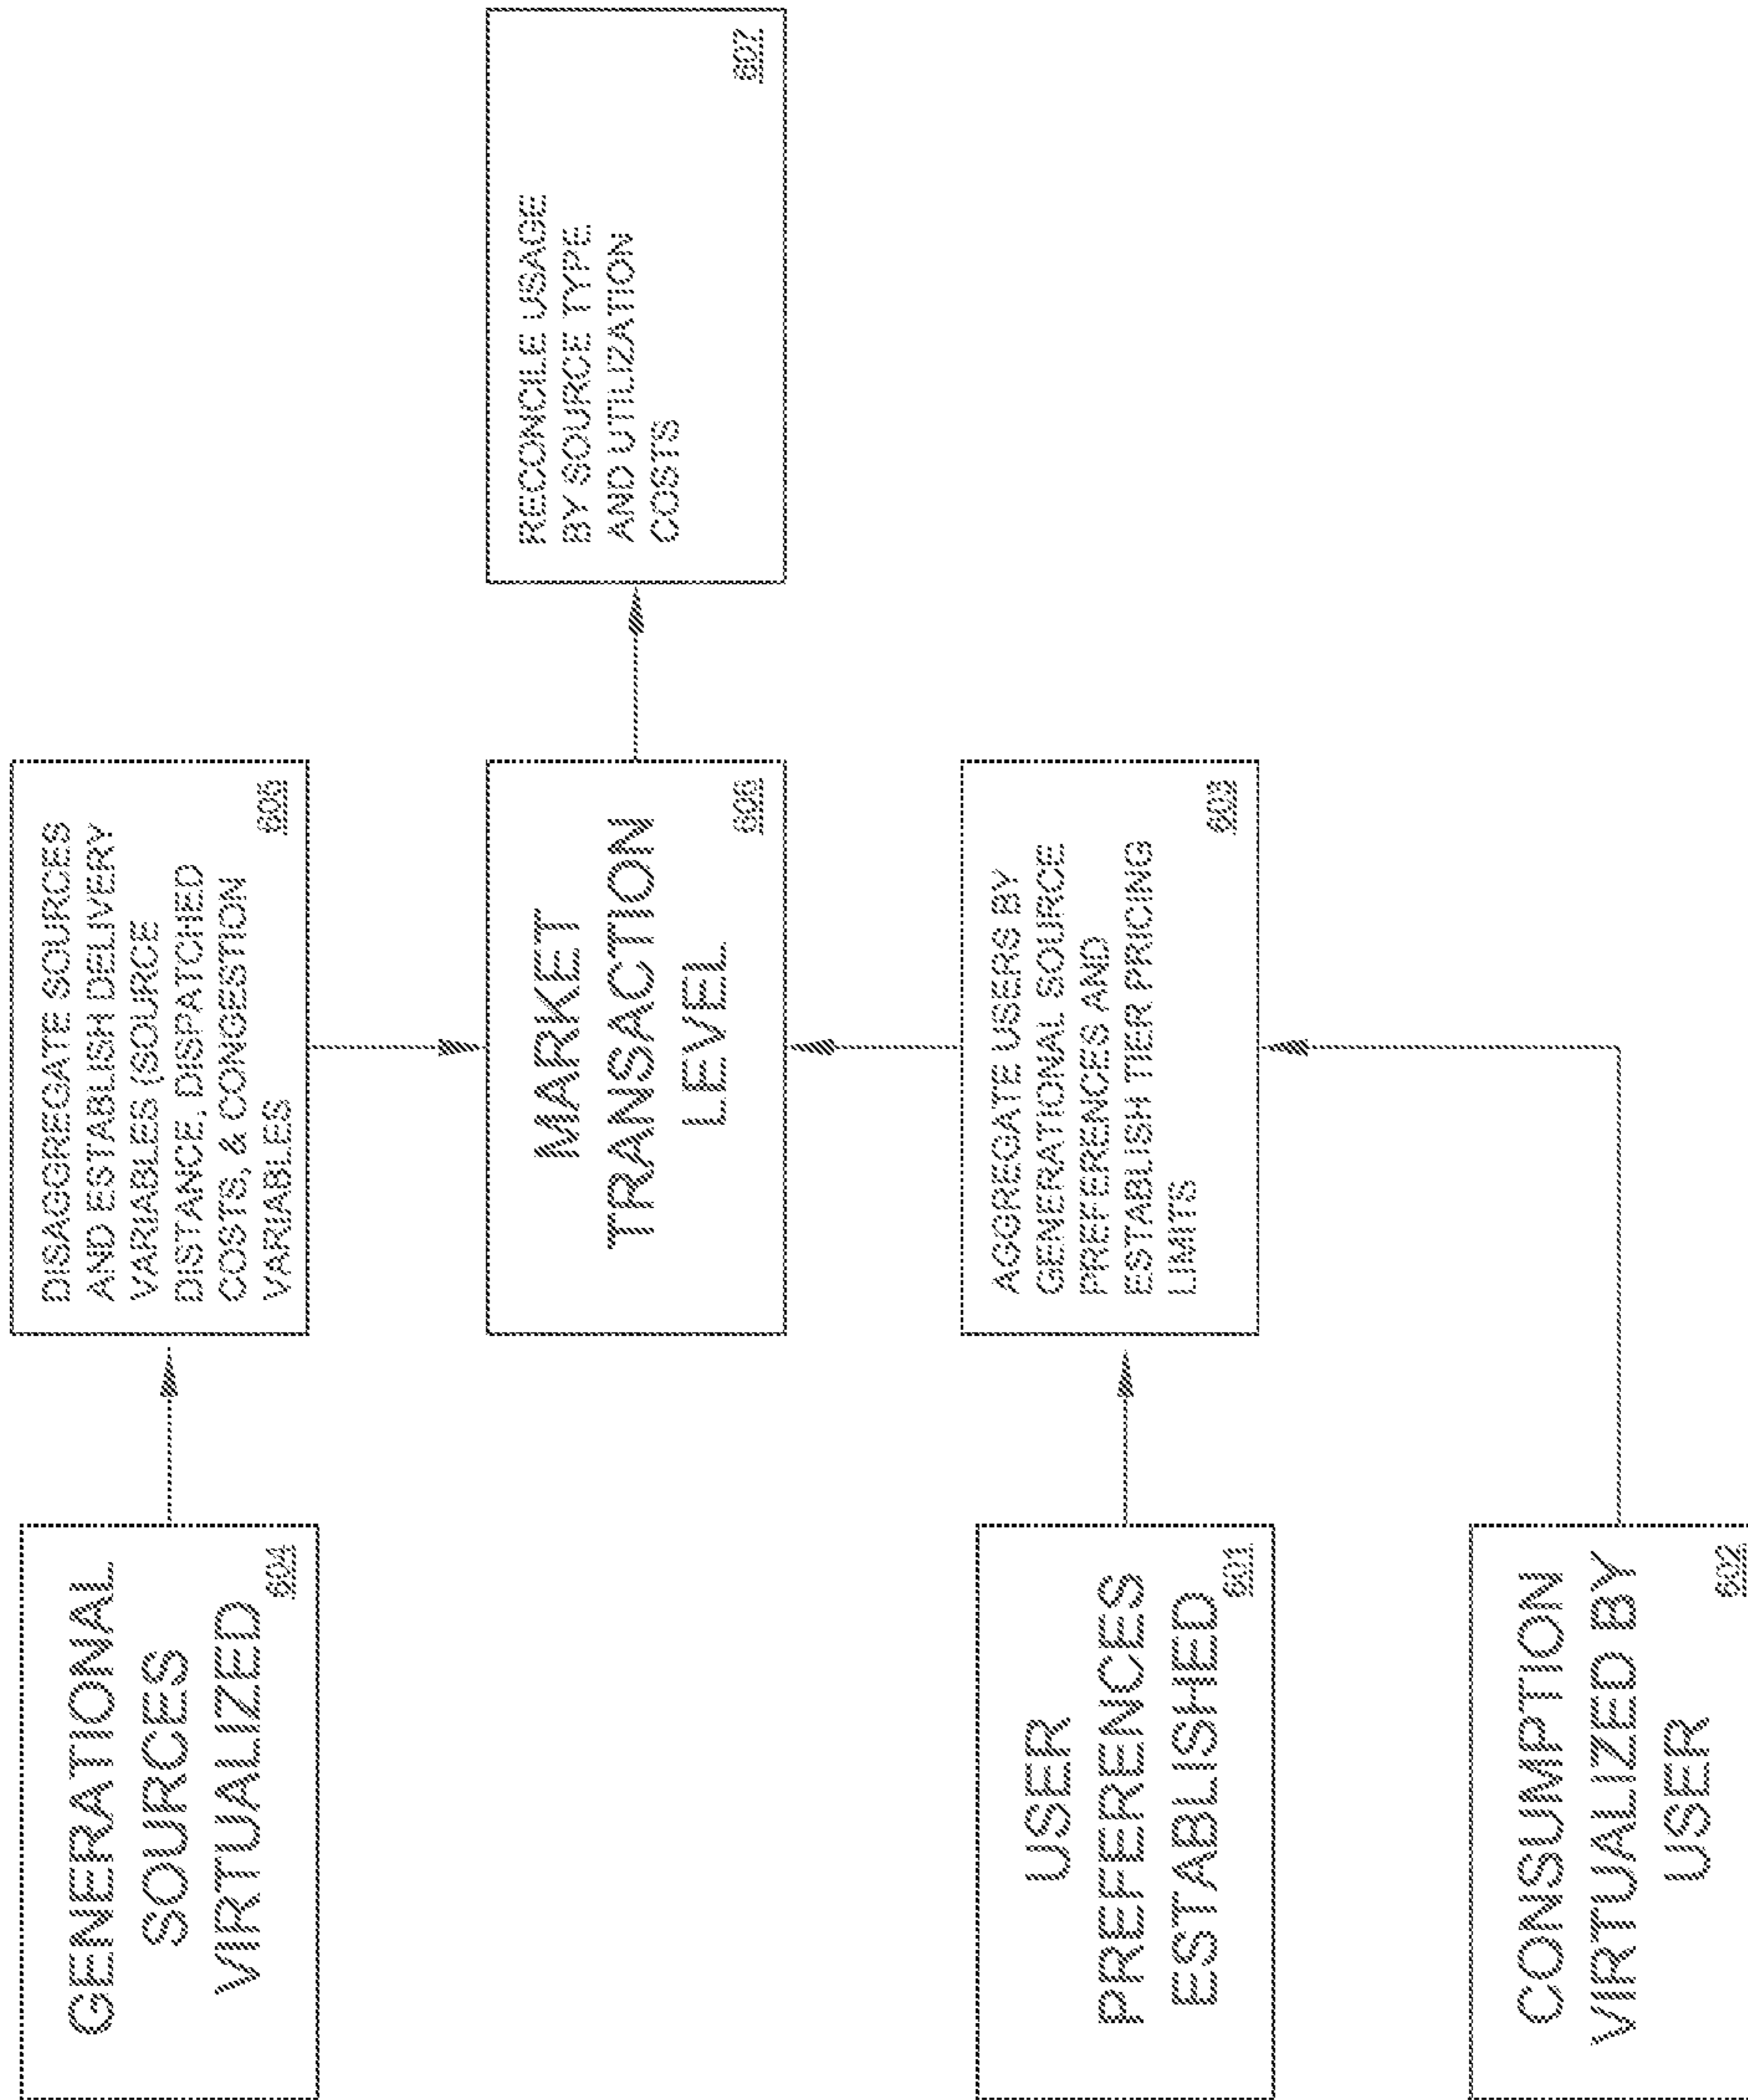 GENERATIONAL
SOURCES
VIRTUALIZED
604
DISAGGREGATE SOURCES
AND ESTABLISH DELIVERY
VARIABLES (SOURCE
DISTANCE, DISPATCHED
COSTS, & CONGESTION
VARIABLES
605
MARKET
TRANSACTION
LEVEL
606
RECONCILE USAGE
BY SOURCE TYPE
AND UTILIZATION
COSTS
607
USER
PREFERENCES
ESTABLISHED
601
AGGREGATE USERS BY
GENERATIONAL SOURCE
PREFERENCES AND
ESTABLISH TIER PRICING
LIMITS
603
CONSUMPTION
VIRTUALIZED BY
USER
602